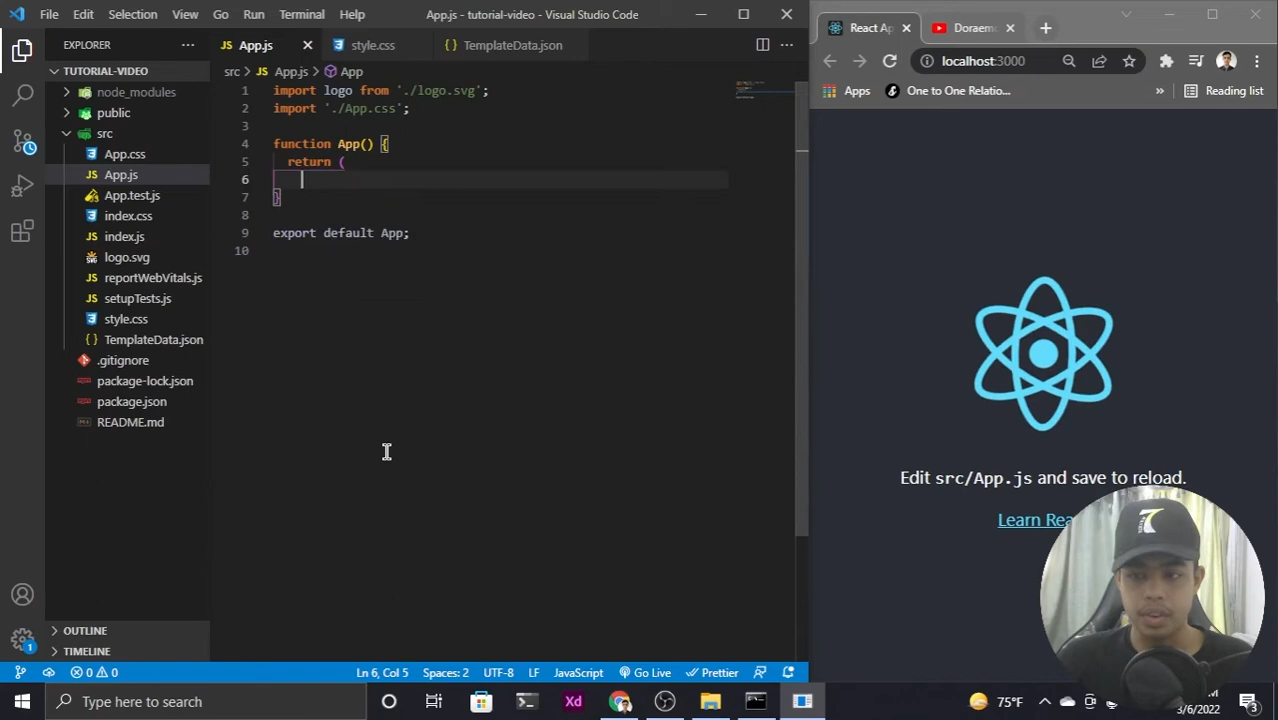 File Edit Selection View Go Run Terminal Help App.js - tutorial-video - Visual Studio Code
EXPLORER
TUTORIAL-VIDEO
node_modules
public
src
App.css
App.js
App.test.js
index.css
index.js
logo.svg
reportWebVitals.js
setupTests.js
style.css
TemplateData.json
.gitignore
package-lock.json
package.json
README.md
OUTLINE
TIMELINE
JS App.js
style.css
{ } TemplateData.json
src > JS App.js > App
1 import logo from './logo.svg';
2 import './App.css';
3
4 function App() {
5 return (
6
7 }
8
9 export default App;
10
0 0 Ln 6, Col 5 Spaces: 2 UTF-8 LF JavaScript Go Live Prettier
React Ap
Doraemo
localhost:3000
Apps One to One Relatio... » Reading list
Edit src/App.js and save to reload.
Learn Rea
Type here to search
Xd
75°F
M
3/6/2022
3